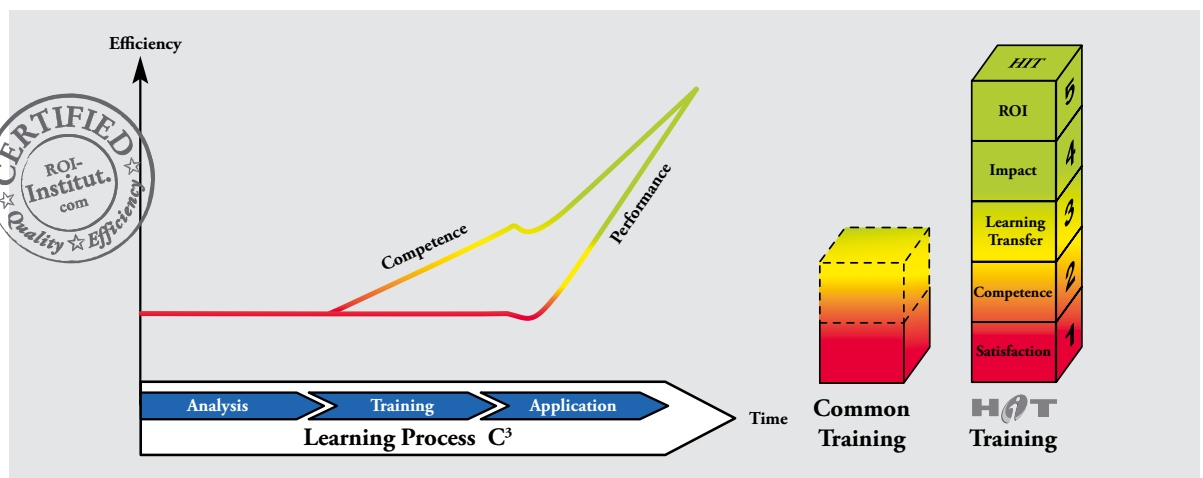 Efficiency
CERTIFIED
ROI-
Institut.
com
Quality Efficiency
Competence
Performance
Analysis
Training
Application
Learning Process C³
Time
Common
Training
HIT
ROI
Impact
Learning
Transfer
Competence
Satisfaction
5
4
3
2
1
HiT
Training